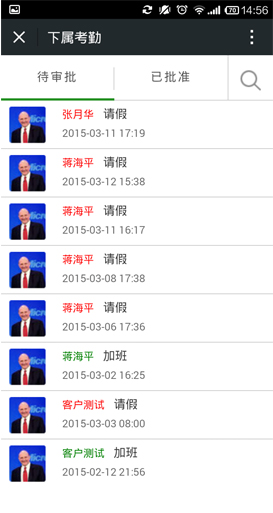 70 14:56
下属考勤
待审批 已批准
张月华 请假
2015-03-11 17:19
蒋海平 请假
2015-03-12 15:38
蒋海平 请假
2015-03-11 16:17
蒋海平 请假
2015-03-08 17:38
蒋海平 请假
2015-03-06 17:36
蒋海平 加班
2015-03-02 16:25
客户测试 请假
2015-03-03 08:00
客户测试 加班
2015-02-12 21:56